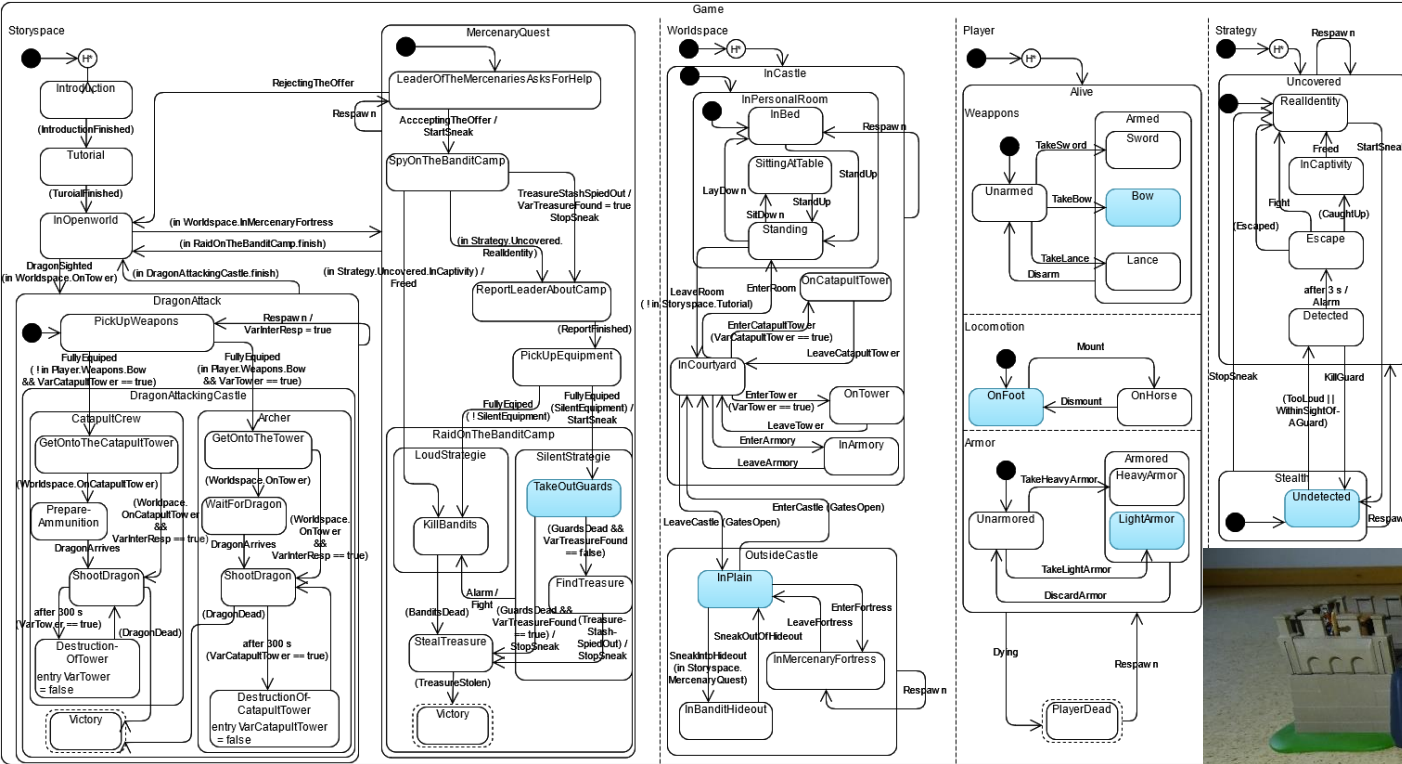 Game
Storyspace
H*
Introduction
(IntroductionFinished)
Tutorial
(TuroialFinished)
InOpenworld
DragonSighted
(in Worldspace.OnTower)
(in DragonAttackingCastle.finish)
RejectingTheOffer
(in Worldspace.InMercenaryFortress)
(in RaidOnTheBanditCamp.finish)
DragonAttack
PickUpWeapons
Respawn /
VarInterResp = true
FullyEquiped
( ! in Player.Weapons.Bow
&& VarCatapultTower == true)
FullyEquiped
(in Player.Weapons.Bow
&& VarTower == true)
DragonAttackingCastle
CatapultCrew
GetOntoTheCatapultTower
(Worldspace.OnCatapultTower)
Prepare-
Ammunition
DragonArrives
(Worldspace.
OnCatapultTower
&&
VarInterResp == true)
ShootDragon
after 300 s
(VarTower == true)
(DragonDead)
Destruction-
OfTower
entry VarTower
= false
Victory
Archer
GetOntoTheTower
(Worldspace.OnTower)
WaitForDragon
DragonArrives
(Worldspace.
OnTower
&&
VarInterResp == true)
ShootDragon
(DragonDead)
after 300 s
(VarCatapultTower == true)
DestructionOf-
CatapultTower
entry VarCatapultTower
= false
MercenaryQuest
LeaderOfTheMercenariesAsksForHelp
Respawn
AccceptingTheOffer /
StartSneak
SpyOnTheBanditCamp
TreasureStashSpiedOut /
VarTreasureFound = true
StopSneak
(in Strategy.Uncovered.
RealIdentity)
(in Strategy.Uncovered.InCaptivity) /
Freed
ReportLeaderAboutCamp
(ReportFinished)
PickUpEquipment
FullyEqiped
( ! SilentEquipment)
FullyEquiped
(SilentEquipment) /
StartSneak
RaidOnTheBanditCamp
LoudStrategie
KillBandits
(BanditsDead)
SilentStrategie
TakeOutGuards
(GuardsDead &&
VarTreasureFound
== false)
FindTreasure
Alarm /
Fight
(GuardsDead &&
VarTreasureFound
== true) /
StopSneak
(Treasure-
Stash-
SpiedOut) /
StopSneak
StealTreasure
(TreasureStolen)
Victory
Worldspace
H*
InCastle
InPersonalRoom
InBed
Respawn
SittingAtTable
StandUp
LayDown
StandUp
SitDown
Standing
LeaveRoom
( ! in Storyspace.Tutorial)
EnterRoom
OnCatapultTower
EnterCatapultTower
(VarCatapultTower == true)
LeaveCatapultTower
InCourtyard
EnterTower
(VarTower == true)
OnTower
LeaveTower
EnterArmory
InArmory
LeaveArmory
LeaveCastle (GatesOpen)
EnterCastle (GatesOpen)
OutsideCastle
InPlain
EnterFortress
LeaveFortress
SneakOutOfHideout
SneakIntoHideout
(in Storyspace.
MercenaryQuest)
InMercenaryFortress
Respawn
InBanditHideout
Player
H*
Alive
Weappons
Armed
TakeSword
Sword
Unarmed
TakeBow
Bow
TakeLance
Lance
Disarm
Locomotion
Mount
OnFoot
OnHorse
Dismount
Armor
Armored
TakeHeavyArmor
HeavyArmor
Unarmored
LightArmor
TakeLightArmor
DiscardArmor
Dying
Respawn
PlayerDead
Strategy
H*
Respawn
Uncovered
RealIdentity
Freed
StartSneak
InCaptivity
Fight
(CaughtUp)
(Escaped)
Escape
after 3 s /
Alarm
Detected
StopSneak
KillGuard
(TooLoud ||
WithinSightOf-
AGuard)
Stealth
Undetected